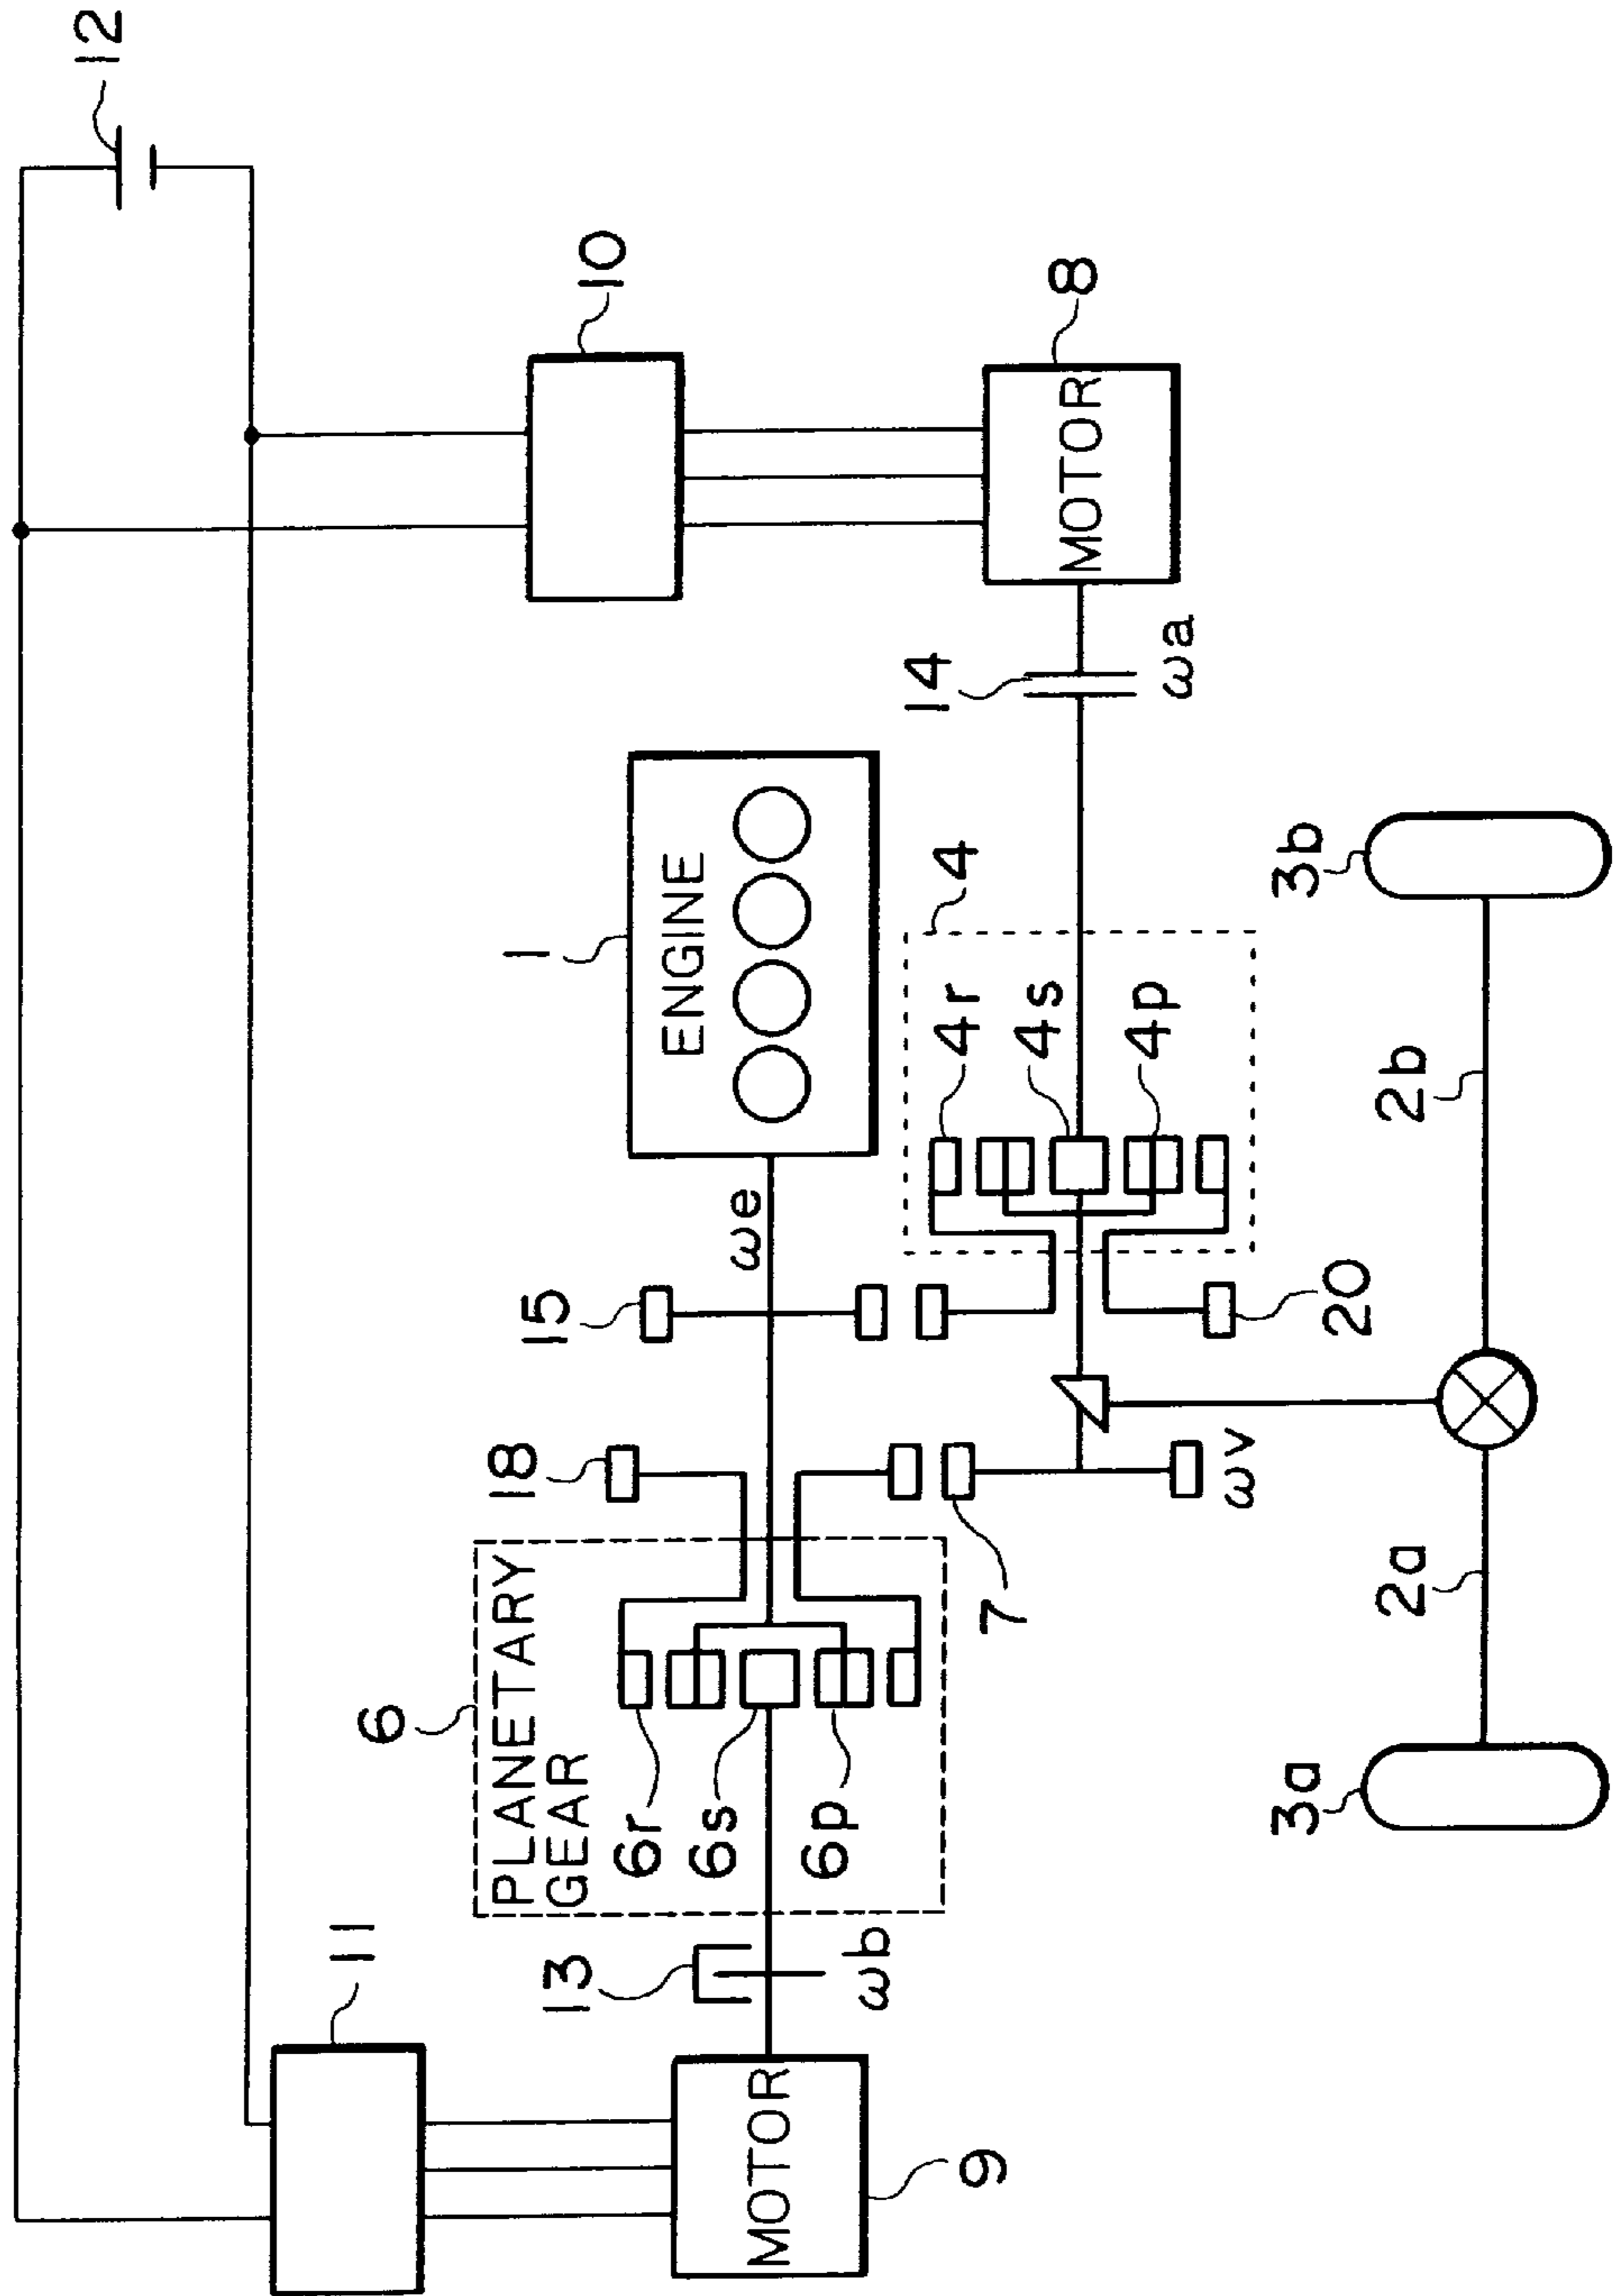 12
11
10
6
PLANETARY
GEAR
18
15
1
ENGINE
ωe
13
6r
6s
6p
ωb
MOTOR
9
7
4
4r
4s
4p
14
ωa
8
MOTOR
ωv
20
3a
2a
2b
3b